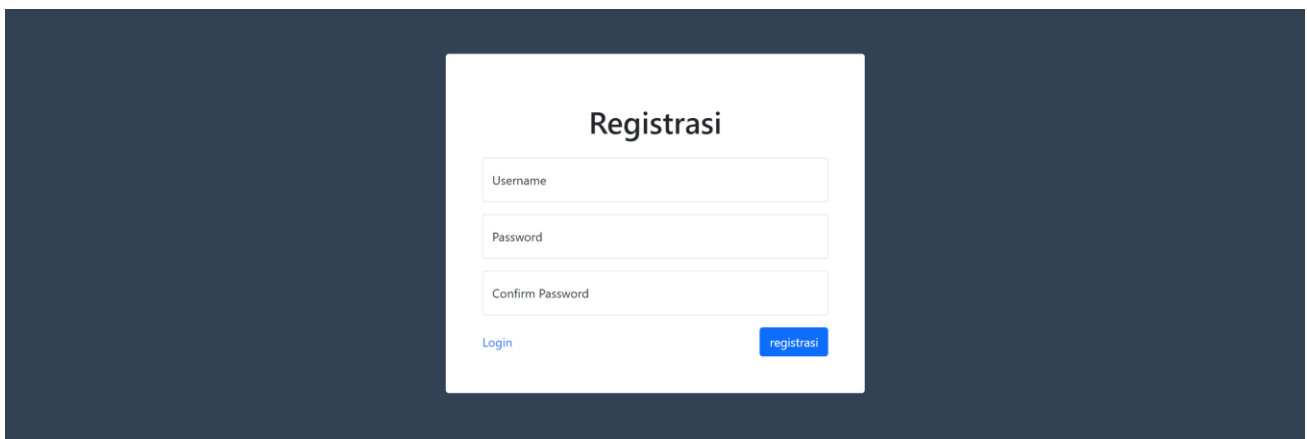 Registrasi
Username
Password
Confirm Password
Login registrasi